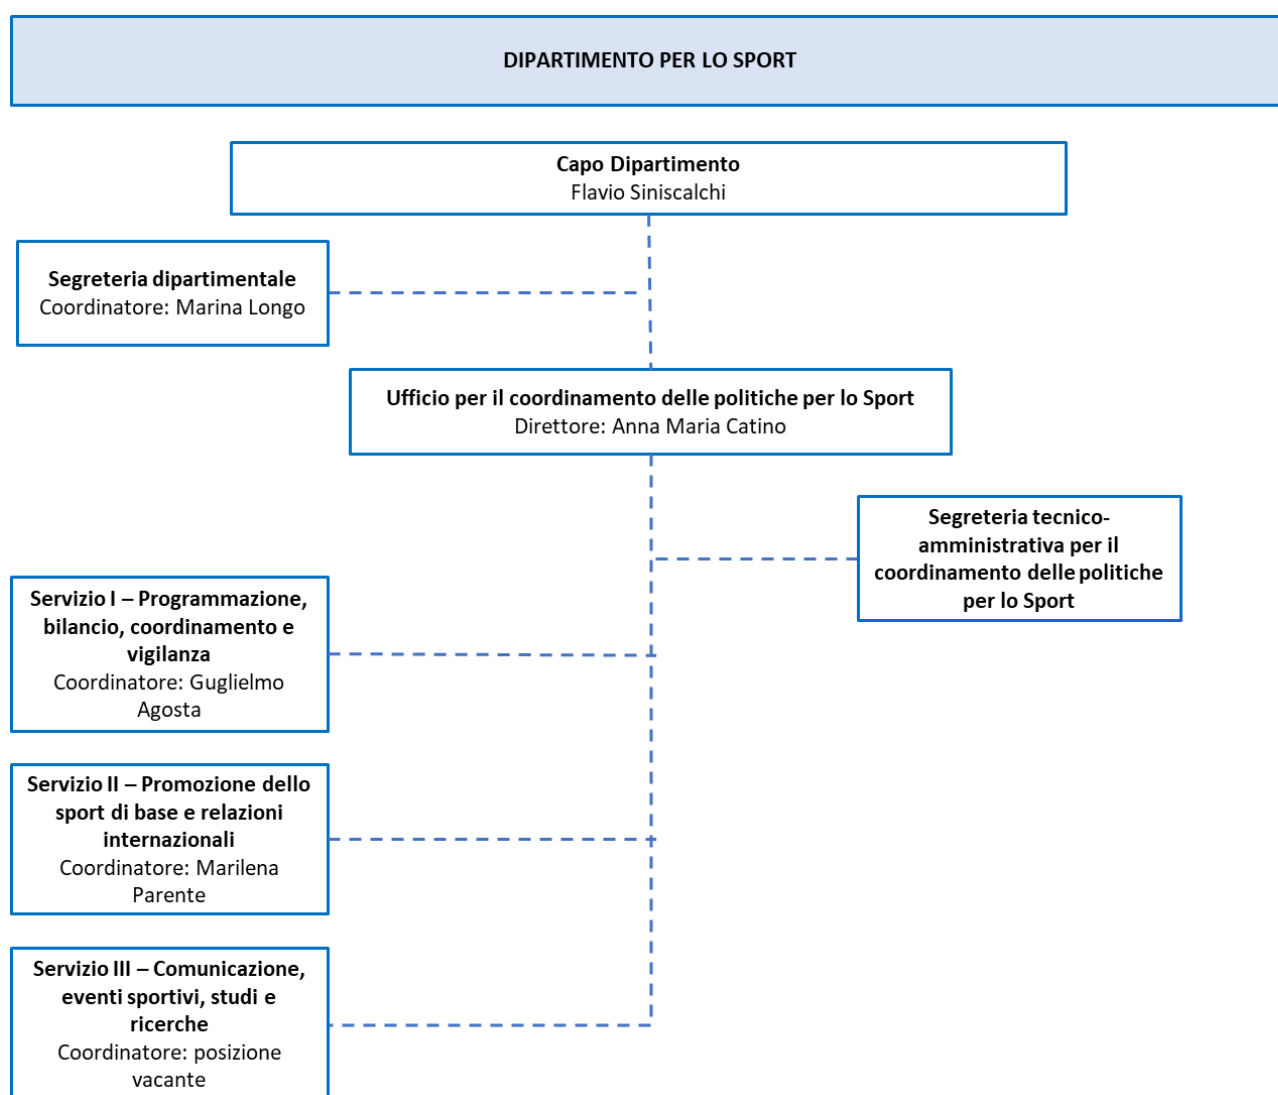 DIPARTIMENTO PER LO SPORT
Capo Dipartimento
Flavio Siniscalchi
Segreteria dipartimentale
Coordinatore: Marina Longo
Ufficio per il coordinamento delle politiche per lo Sport
Direttore: Anna Maria Catino
Segreteria tecnico-
amministrativa per il
coordinamento delle politiche
per lo Sport
Servizio I – Programmazione,
bilancio, coordinamento e
vigilanza
Coordinatore: Guglielmo
Agosta
Servizio II – Promozione dello
sport di base e relazioni
internazionali
Coordinatore: Marilena
Parente
Servizio III – Comunicazione,
eventi sportivi, studi e
ricerche
Coordinatore: posizione
vacante